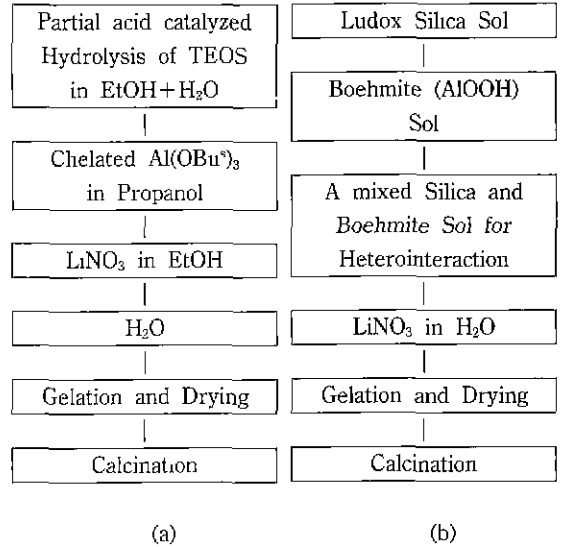 Partial acid catalyzed
Hydrolysis of TEOS
in EtOH+H₂O
Chelated Al(OBuˢ)₃
in Propanol
LiNO₃ in EtOH
H₂O
Gelation and Drying
Calcination
(a)
Ludox Silica Sol
Boehmite (AlOOH)
Sol
A mixed Silica and
Boehmite Sol for
Heterointeraction
LiNO₃ in H₂O
Gelation and Drying
Calcination
(b)